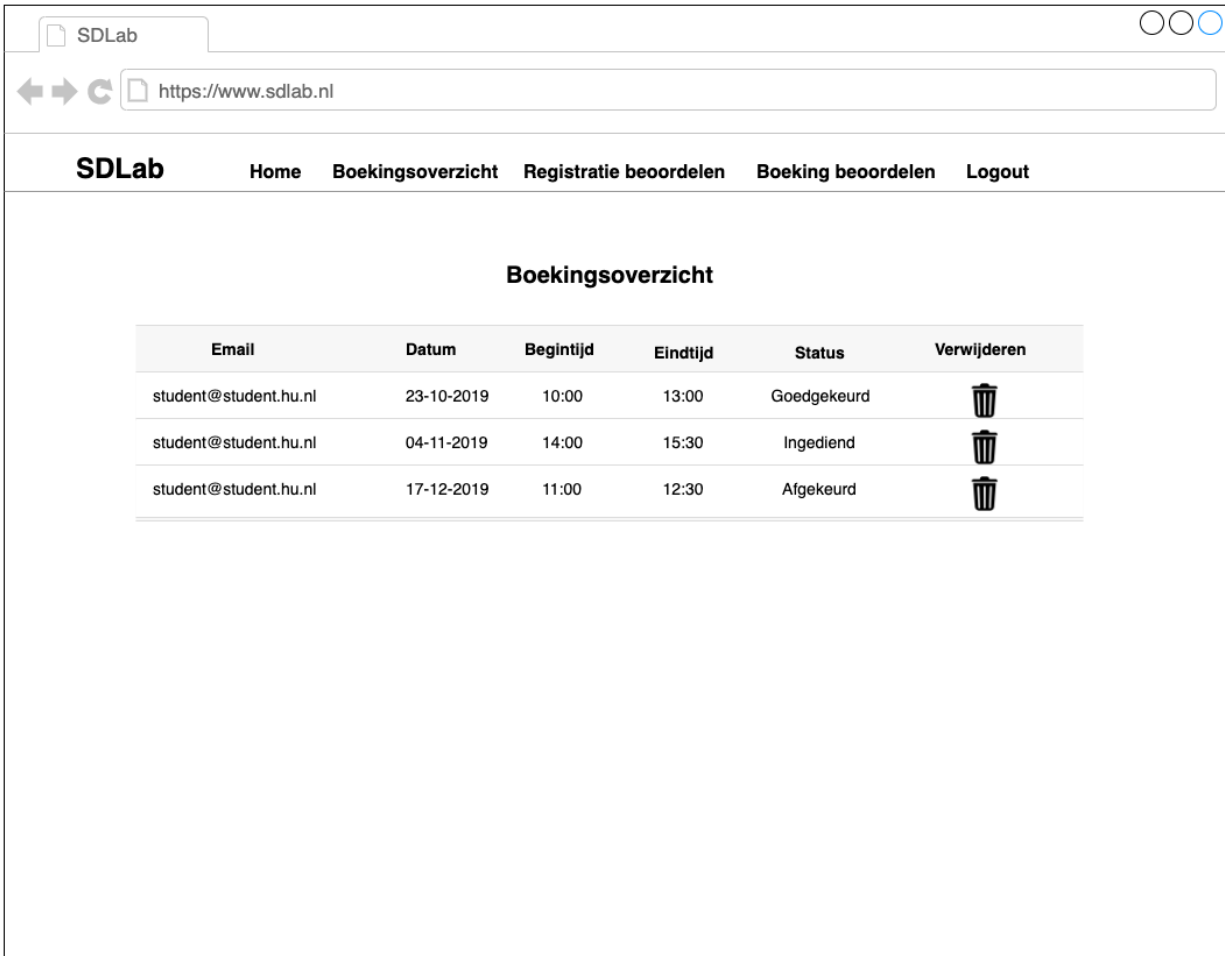 SDLab
https://www.sdlab.nl
SDLab Home Boekingsoverzicht Registratie beoordelen Boeking beoordelen Logout
Boekingsoverzicht
Email Datum Begintijd Eindtijd Status Verwijderen
student@student.hu.nl 23-10-2019 10:00 13:00 Goedgekeurd
student@student.hu.nl 04-11-2019 14:00 15:30 Ingediend
student@student.hu.nl 17-12-2019 11:00 12:30 Afgekeurd